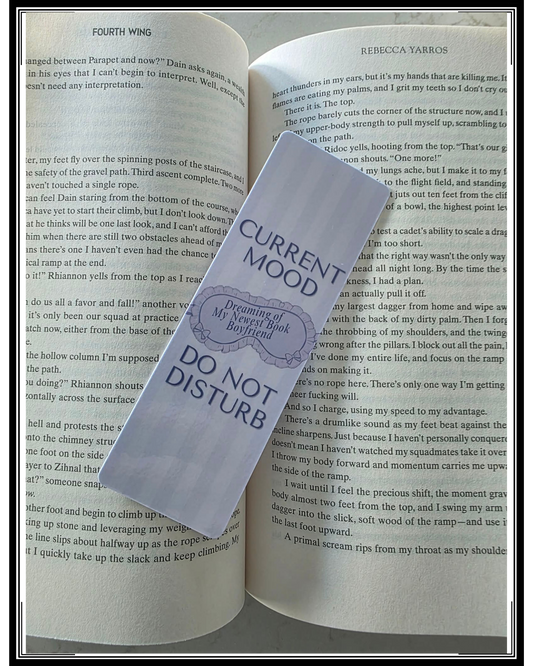 FOURTH WING
anged between Parapet and now?" Dain asks again, a
in his eyes that I can't begin to interpret. Well, except the
esn't need any interpretation.
ter, my feet fly over the spinning posts of the staircase, and I
e safety of the gravel path. Third ascent complete. Two more
aven't touched a single rope.
can feel Dain staring from the bottom of the course,
ca have yet to start their climb, but I don't look down.
at he thinks will be one last look, and I can't afford
him when there are still two obstacles ahead of
ans there's one I haven't even had the chance
ical ramp at the end.
o it!" Rhiannon yells from the top as I
do us all a favor and fall!" another
it's only been our squad at practice
atch now, either from the base of the
the hollow column I'm supposed
the path.
ou doing?" Rhiannon shouts
zontally across the surface
hell and protests the
onto the chimney
one foot on the side
ayer to Zihnal that
at?" someone
ow.
other foot and begin to climb up
king up stone and leveraging my weight
e line slips about halfway up as the rope over
t I quickly take up the slack and keep climbing. My
REBECCA YARROS
heart thunders in my ears, but it's my hands that are killing me. It
flames are eating my palms, and I grit my teeth so I don't cry ou
There it is. The top.
The rope barely cuts the corner of the structure now, and I
my upper-body strength to pull myself up, scrambling to
on the path.
Ridoc yells, hooting from the top. "That's our
shouts. "One more!"
my lungs ache, but I make it to my
to the flight field, and standing
juts out ten feet from the cliff
of a bowl, the highest point
test a cadet's ability to scale a drag
I'm too short.
that the right way wasn't the only way
head all night long. By the time the s
kness, I had a plan.
an actually pull it off.
my largest dagger from home and wipe aw
with the back of my dirty palm. Then I forg
the throbbing of my shoulders, and the twing
wrong after the pillars. I block out all the pain,
I've done my entire life, and focus on the ramp
ds on making it.
ere's no rope here. There's only one way I'm getting
eer fucking will.
And so I charge, using my speed to my advantage.
There's a drumlike sound as my feet beat against the
ncline sharpens. Just because I haven't personally conquere
doesn't mean I haven't watched my squadmates take it over
I throw my body forward and momentum carries me upw
the side of the ramp.
I wait until I feel the precious shift, the moment grav
body almost two feet from the top, and I swing my arm
dagger into the slick, soft wood of the ramp—and use i
the last foot upward.
A primal scream rips from my throat as my shoulde
CURRENT
MOOD
Dreaming of
My Newest Book
Boyfriend
DO NOT
DISTURB